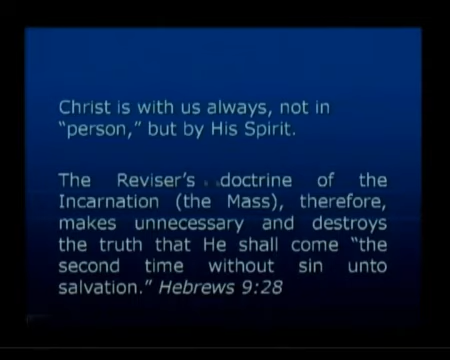 Christ is with us always, not in
"person," but by His Spirit.
The Reviser's doctrine of the
Incarnation (the Mass), therefore,
makes unnecessary and destroys
the truth that He shall come "the
second time without sin unto
salvation." Hebrews 9:28